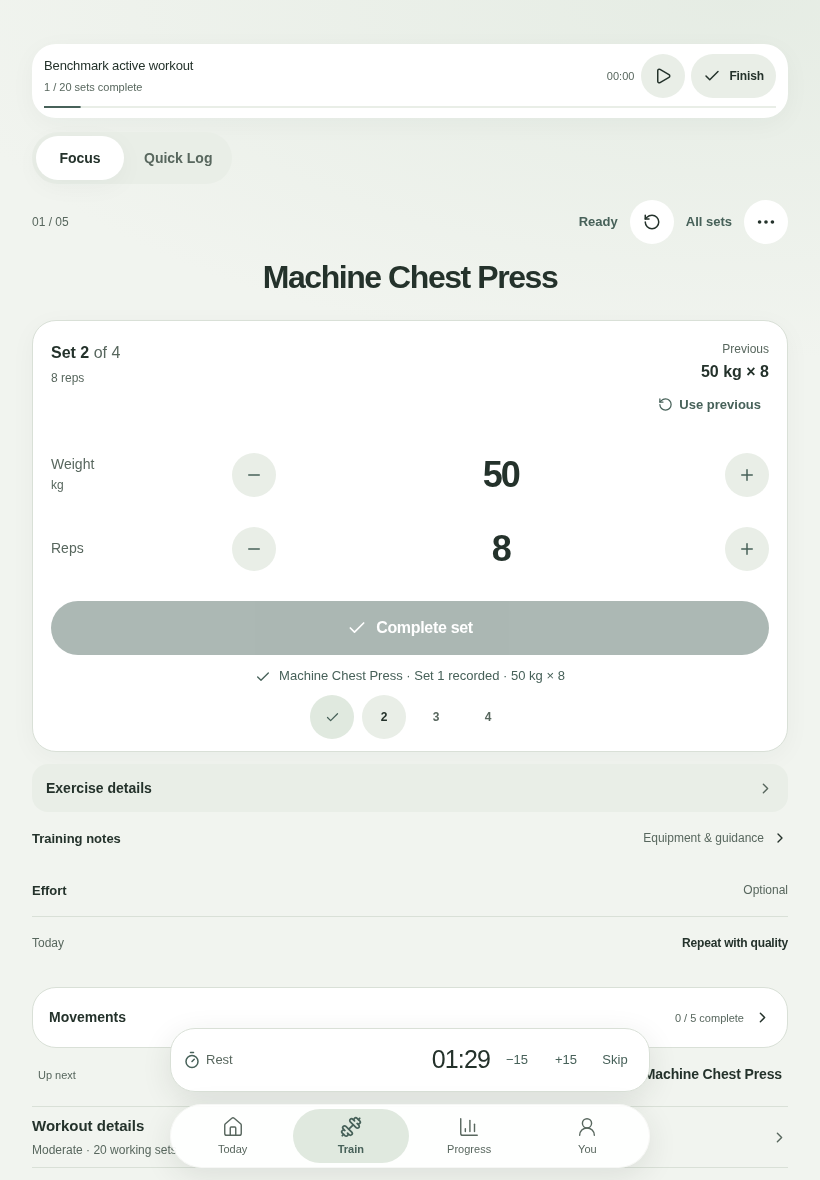 Benchmark active workout
1 / 20 sets complete
00:00
Finish
Focus
Quick Log
01 / 05
Ready
All sets
Machine Chest Press
Set 2 of 4
8 reps
Previous
50 kg × 8
Use previous
Weight
kg
50
Reps
8
Complete set
Machine Chest Press · Set 1 recorded · 50 kg × 8
2
3
4
Exercise details
Training notes
Equipment & guidance
Effort
Optional
Today
Repeat with quality
Movements
0 / 5 complete
Rest
01:29
−15
+15
Skip
Up next
Machine Chest Press
Workout details
Moderate · 20 working sets
Today
Train
Progress
You